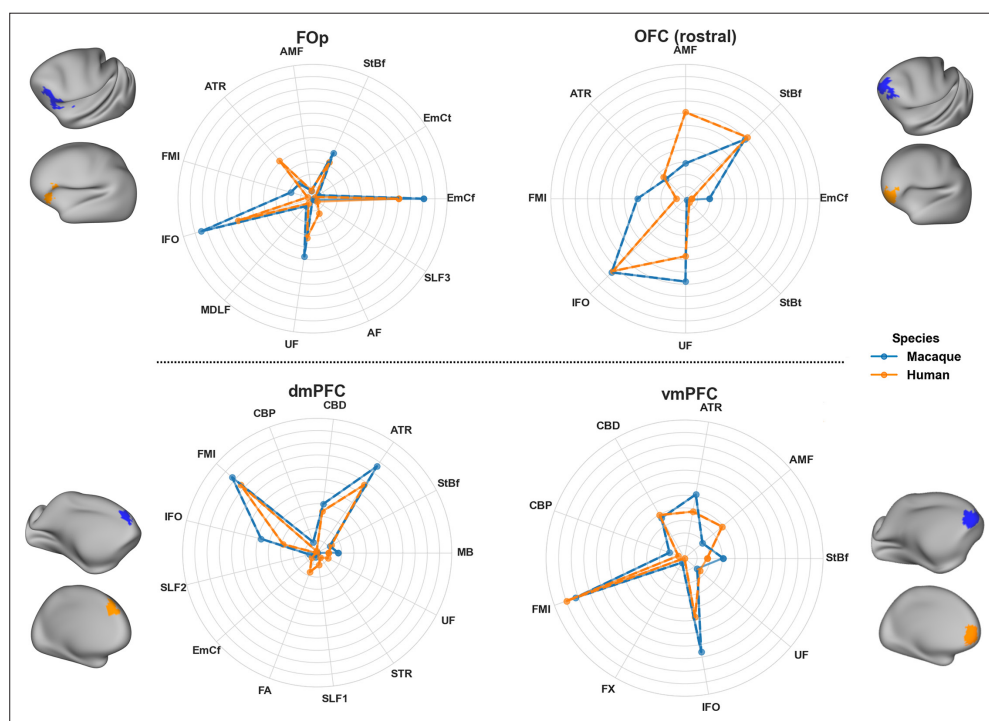 FOp
AMF
StBf
ATR
EmCt
FMI
EmCf
IFO
SLF3
MDLF
AF
UF
OFC (rostral)
AMF
ATR
StBf
FMI
EmCf
IFO
StBt
UF
Species
Macaque
Human
dmPFC
CBD
CBP
ATR
FMI
StBf
IFO
MB
SLF2
UF
EmCf
STR
FA
SLF1
vmPFC
ATR
CBD
AMF
CBP
StBf
FMI
UF
FX
IFO